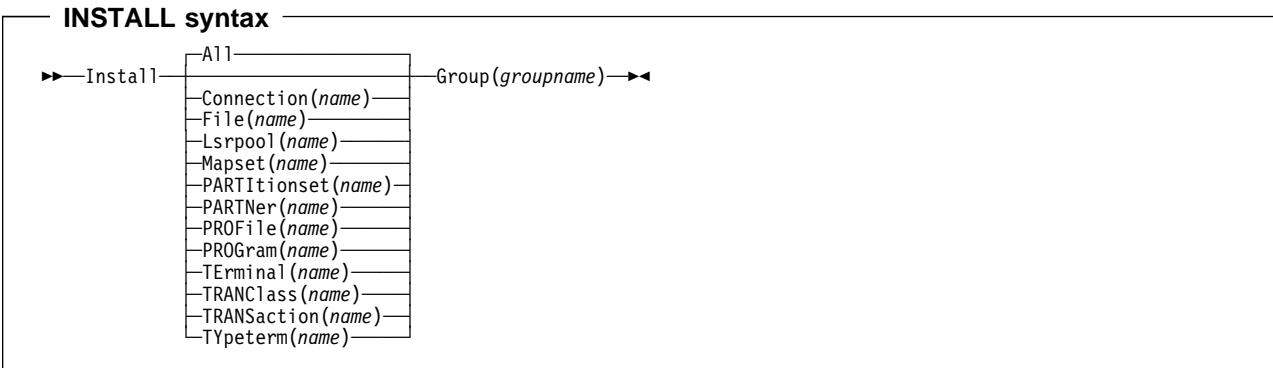 INSTALL syntax
All
Install Group(groupname)
Connection(name)
File(name)
Lsrpool(name)
Mapset(name)
PARTItionset(name)
PARTNer(name)
PROFile(name)
PROGram(name)
TErminal(name)
TRANClass(name)
TRANSaction(name)
TYpeterm(name)